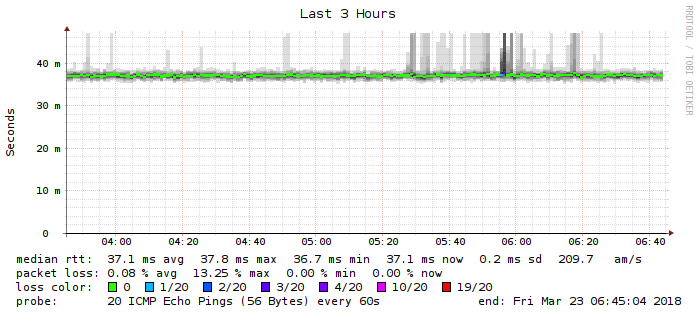 Last 3 Hours
RRDTOOL / TOBI OETIKER
Seconds
40 m
30 m
20 m
10 m
0
04:00 04:20 04:40 05:00 05:20 05:40 06:00 06:20 06:40
median rtt: 37.1 ms avg 37.8 ms max 36.7 ms min 37.1 ms now 0.2 ms sd 209.7 am/s
packet loss: 0.08 % avg 13.25 % max 0.00 % min 0.00 % now
loss color: 0 1/20 2/20 3/20 4/20 10/20 19/20
probe: 20 ICMP Echo Pings (56 Bytes) every 60s end: Fri Mar 23 06:45:04 2018